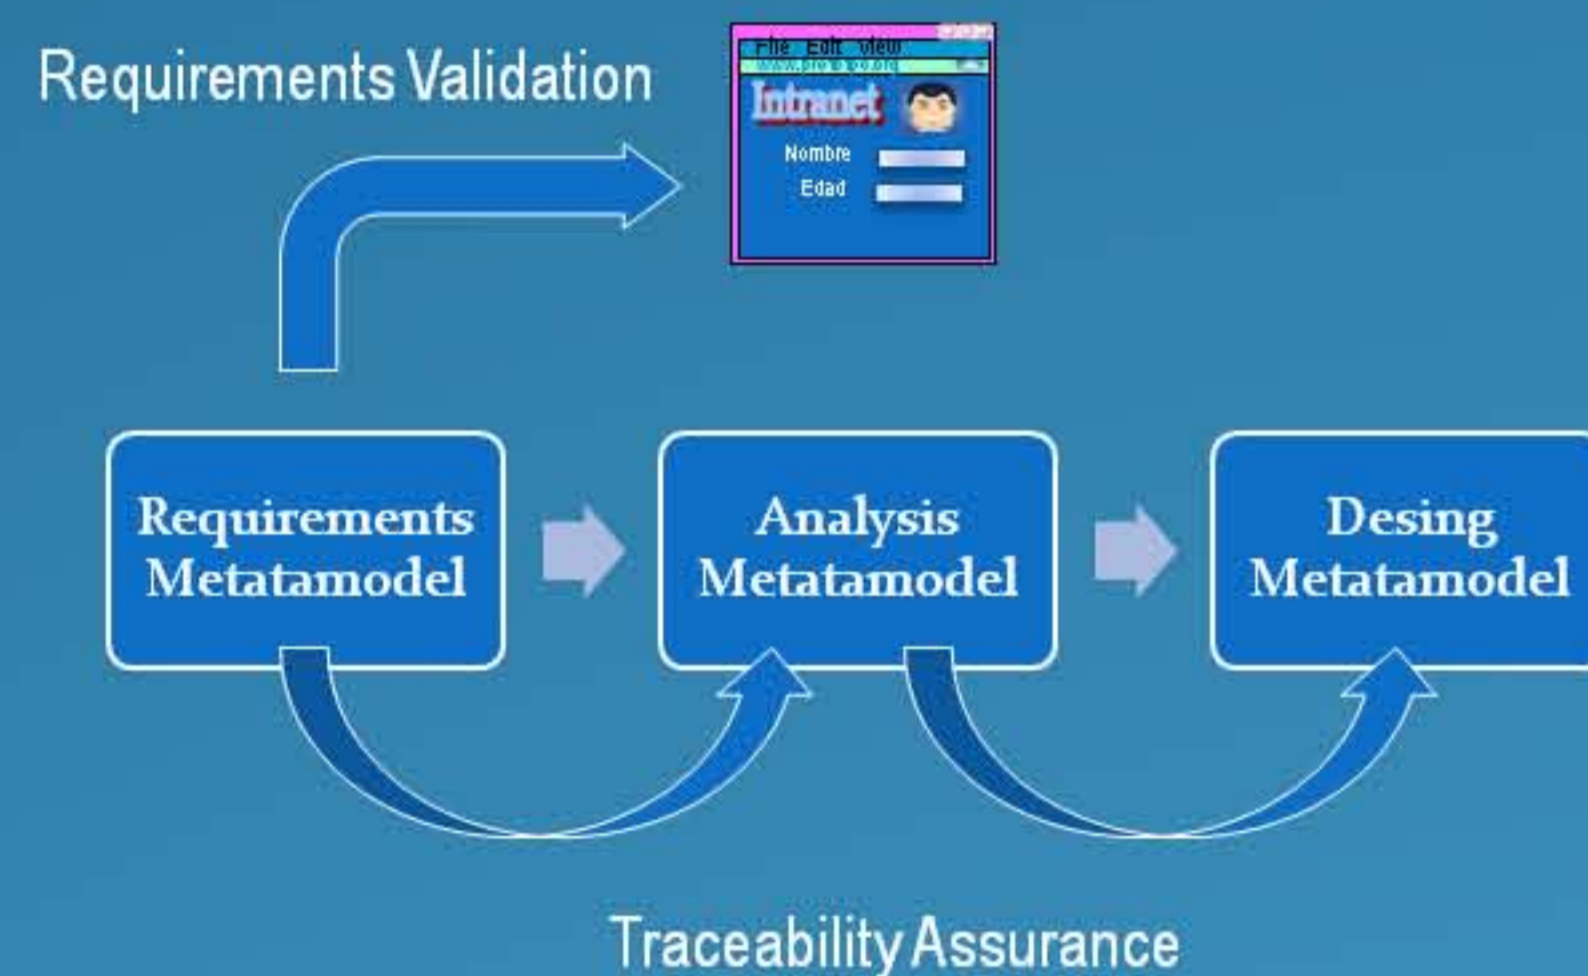 Requirements Validation
File Edit view
Intranet
Nombre
Edad
Requirements
Metatamodel
Analysis
Metatamodel
Desing
Metatamodel
Traceability Assurance